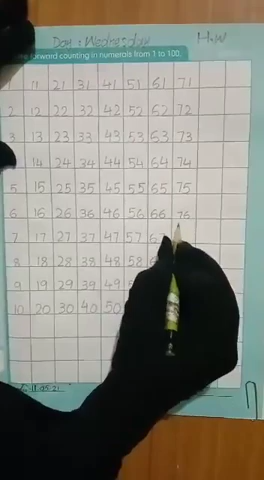 Day: Wednesday H.W
forward counting in numerals from 1 to 100.
11 21 31 41 51 61 71
2 12 22 32 42 52 62 72
3 13 23 33 43 53 63 73
14 24 34 44 54 64 74
5 15 25 35 45 55 65 75
6 16 26 36 46 56 66 76
7 17 27 37 47 57
8 18 28 38 48 58
9 19 29 39 49
10 20 30 40 50